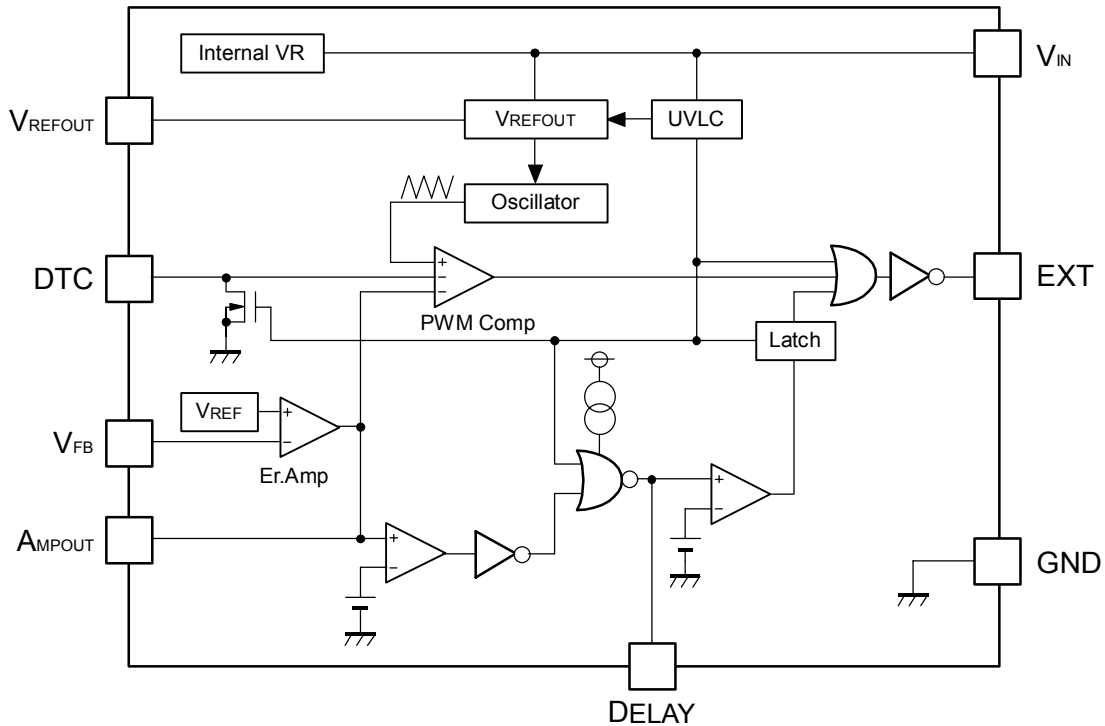 Internal VR
VIN
VREFOUT
VREFOUT
UVLC
Oscillator
DTC
+
−
−
PWM Comp
EXT
Latch
VREF
+
−
VFB
Er.Amp
+
−
AMPOUT
+
−
GND
DELAY